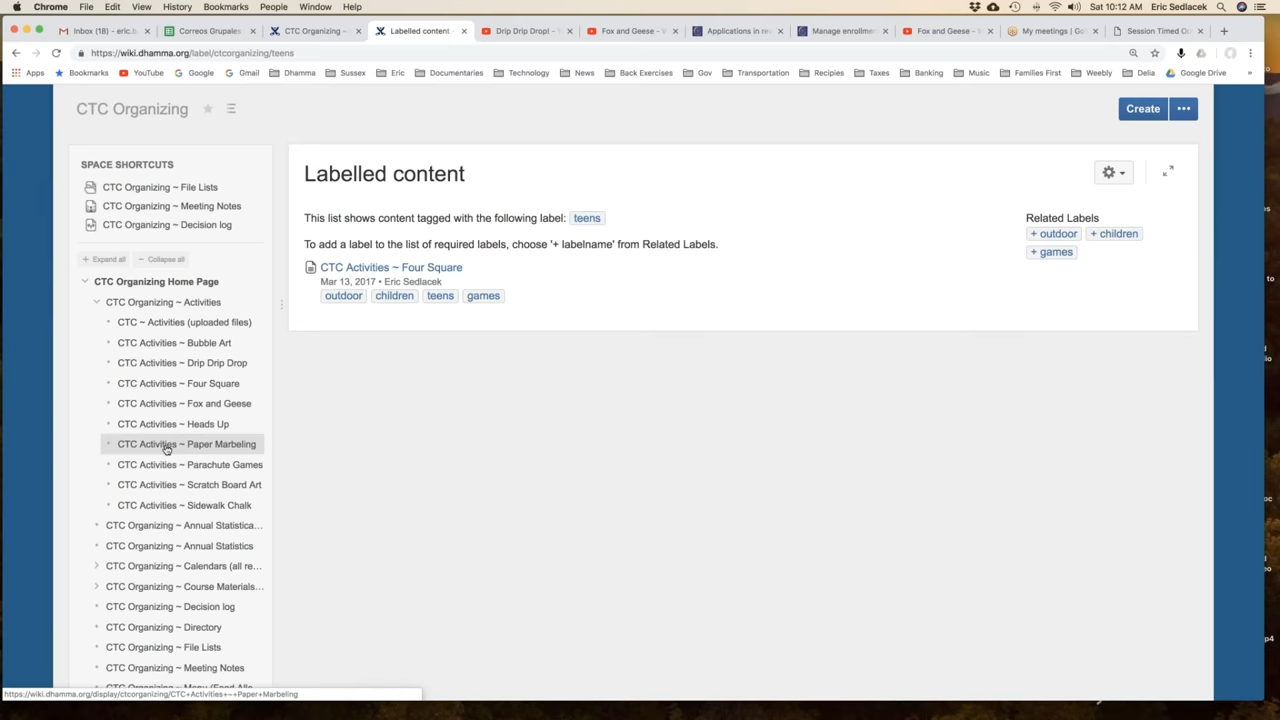 Chrome File Edit View History Bookmarks People Window Help Sat 10:12 AM Eric Sedlacek
Inbox (18) - eric.b Correos Grupales CTC Organizing ~ Labelled content - Drip Drip Drop! - Fox and Geese - Applications in re Manage enrollme Fox and Geese - My meetings | Go Session Timed O
https://wiki.dhamma.org/label/ctcorganizing/teens
Apps Bookmarks YouTube Google Gmail Dhamma Sussex Eric Documentaries Technology News Back Exercises Gov Transportation Recipies Taxes Banking Music Families First Weebly Delia Google Drive »
CTC Organizing
Create
SPACE SHORTCUTS
CTC Organizing ~ File Lists
CTC Organizing ~ Meeting Notes
CTC Organizing ~ Decision log
+ Expand all − Collapse all
CTC Organizing Home Page
CTC Organizing ~ Activities
CTC ~ Activities (uploaded files)
CTC Activities ~ Bubble Art
CTC Activities ~ Drip Drip Drop
CTC Activities ~ Four Square
CTC Activities ~ Fox and Geese
CTC Activities ~ Heads Up
CTC Activities ~ Paper Marbeling
CTC Activities ~ Parachute Games
CTC Activities ~ Scratch Board Art
CTC Activities ~ Sidewalk Chalk
CTC Organizing ~ Annual Statistica...
CTC Organizing ~ Annual Statistics
CTC Organizing ~ Calendars (all re...
CTC Organizing ~ Course Materials...
CTC Organizing ~ Decision log
CTC Organizing ~ Directory
CTC Organizing ~ File Lists
CTC Organizing ~ Meeting Notes
Labelled content
This list shows content tagged with the following label: teens
To add a label to the list of required labels, choose '+ labelname' from Related Labels.
CTC Activities ~ Four Square
Mar 13, 2017 • Eric Sedlacek
outdoor children teens games
Related Labels
+ outdoor + children
+ games
https://wiki.dhamma.org/display/ctcorganizing/CTC+Activities+~+Paper+Marbeling